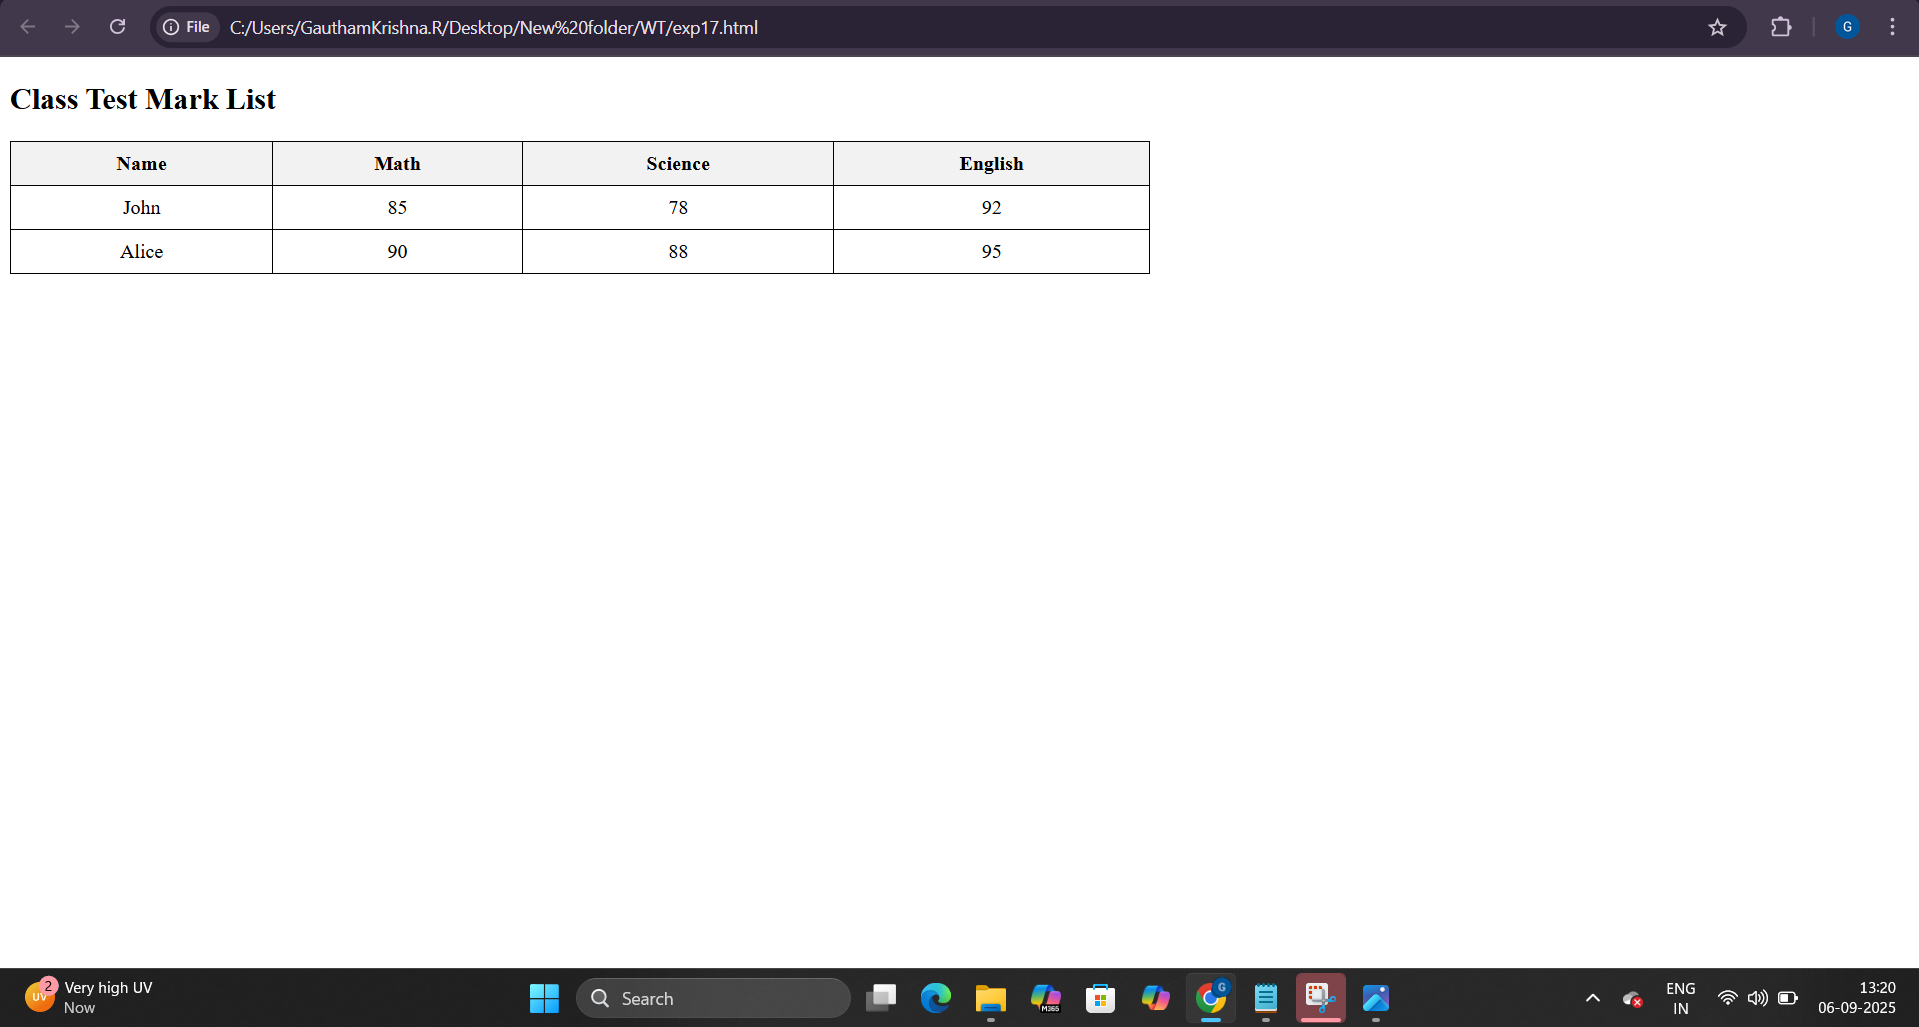 File C:/Users/GauthamKrishna.R/Desktop/New%20folder/WT/exp17.html G
Class Test Mark List
Name Math Science English
John 85 78 92
Alice 90 88 95
UV 2 Very high UV
Now
Search
M365
G
ENG
IN
13:20
06-09-2025